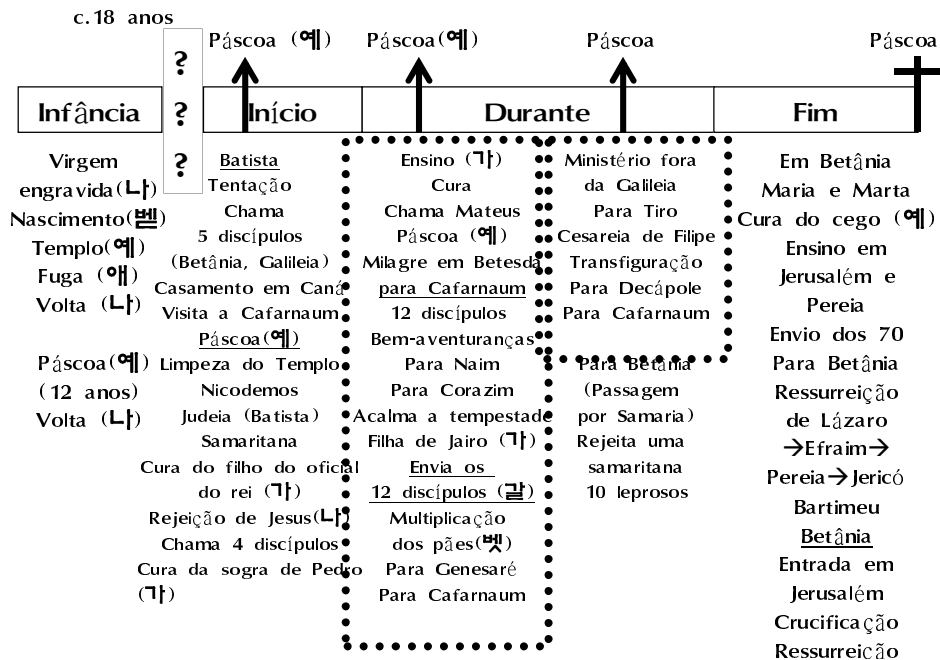 c.18 anos
Páscoa (예)
Páscoa(예)
Páscoa
Páscoa
Infância
?
?
?
Início
Durante
Fim
Virgem
engravida(나)
Nascimento(벧)
Templo(예)
Fuga (애)
Volta (나)
Páscoa(예)
(12 anos)
Volta (나)
Batista
Tentação
Chama
5 discípulos
(Betânia, Galileia)
Casamento em Caná
Visita a Cafarnaum
Páscoa(예)
Limpeza do Templo
Nicodemos
Judeia (Batista)
Samaritana
Cura do filho do oficial
do rei (가)
Rejeição de Jesus(나)
Chama 4 discípulos
Cura da sogra de Pedro
(가)
Ensino (가)
Cura
Chama Mateus
Páscoa (예)
Milagre em Betesda
para Cafarnaum
12 discípulos
Bem-aventuranças
Para Naim
Para Corazim
Acalma a tempestade
Filha de Jairo (가)
Envia os
12 discípulos (갈)
Multiplicação
dos pães(벳)
Para Genesaré
Para Cafarnaum
Ministério fora
da Galileia
Para Tiro
Cesareia de Filipe
Transfiguração
Para Decápole
Para Cafarnaum
Para Betânia
(Passagem
por Samaria)
Rejeita uma
samaritana
10 leprosos
Em Betânia
Maria e Marta
Cura do cego (예)
Ensino em
Jerusalém e
Pereia
Envio dos 70
Para Betânia
Ressurreição
de Lázaro
→Efraim→
Pereia→Jericó
Bartimeu
Betânia
Entrada em
Jerusalém
Crucificação
Ressurreição